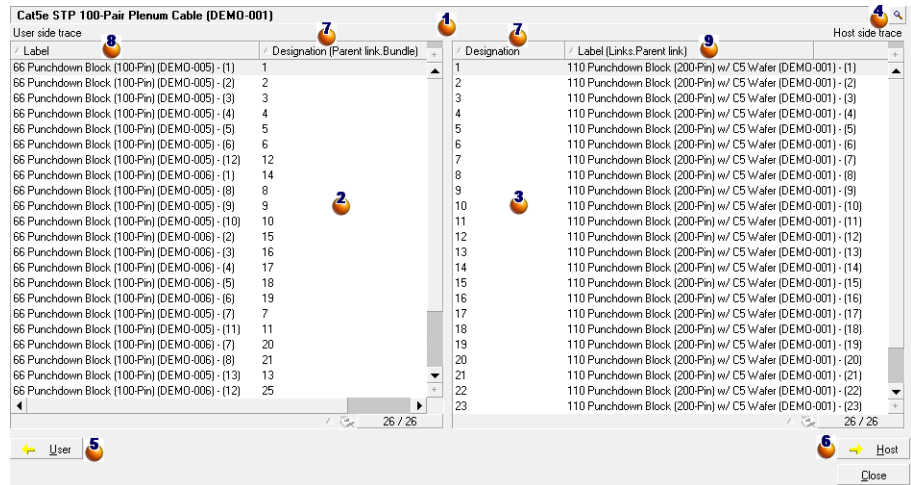 Cat5e STP 100-Pair Plenum Cable (DEMO-001)
1
4
User side trace
7
7
Host side trace
8
9
Label
Designation (Parent link.Bundle)
Designation
Label (Links.Parent link)
66 Punchdown Block (100-Pin) (DEMO-005) - (1) 1
66 Punchdown Block (100-Pin) (DEMO-005) - (2) 2
66 Punchdown Block (100-Pin) (DEMO-005) - (3) 3
66 Punchdown Block (100-Pin) (DEMO-005) - (4) 4
66 Punchdown Block (100-Pin) (DEMO-005) - (5) 5
66 Punchdown Block (100-Pin) (DEMO-005) - (6) 6
66 Punchdown Block (100-Pin) (DEMO-005) - (12) 12
66 Punchdown Block (100-Pin) (DEMO-006) - (1) 14
66 Punchdown Block (100-Pin) (DEMO-005) - (8) 8
66 Punchdown Block (100-Pin) (DEMO-005) - (9) 9
66 Punchdown Block (100-Pin) (DEMO-005) - (10) 10
66 Punchdown Block (100-Pin) (DEMO-006) - (2) 15
66 Punchdown Block (100-Pin) (DEMO-006) - (3) 16
66 Punchdown Block (100-Pin) (DEMO-006) - (4) 17
66 Punchdown Block (100-Pin) (DEMO-006) - (5) 18
66 Punchdown Block (100-Pin) (DEMO-006) - (6) 19
66 Punchdown Block (100-Pin) (DEMO-005) - (7) 7
66 Punchdown Block (100-Pin) (DEMO-005) - (11) 11
66 Punchdown Block (100-Pin) (DEMO-006) - (7) 20
66 Punchdown Block (100-Pin) (DEMO-006) - (8) 21
66 Punchdown Block (100-Pin) (DEMO-005) - (13) 13
66 Punchdown Block (100-Pin) (DEMO-006) - (12) 25
2
26 / 26
1 110 Punchdown Block (200-Pin) w/ C5 Wafer (DEMO-001) - (1)
2 110 Punchdown Block (200-Pin) w/ C5 Wafer (DEMO-001) - (2)
3 110 Punchdown Block (200-Pin) w/ C5 Wafer (DEMO-001) - (3)
4 110 Punchdown Block (200-Pin) w/ C5 Wafer (DEMO-001) - (4)
5 110 Punchdown Block (200-Pin) w/ C5 Wafer (DEMO-001) - (5)
6 110 Punchdown Block (200-Pin) w/ C5 Wafer (DEMO-001) - (6)
7 110 Punchdown Block (200-Pin) w/ C5 Wafer (DEMO-001) - (7)
8 110 Punchdown Block (200-Pin) w/ C5 Wafer (DEMO-001) - (8)
9 110 Punchdown Block (200-Pin) w/ C5 Wafer (DEMO-001) - (9)
10 110 Punchdown Block (200-Pin) w/ C5 Wafer (DEMO-001) - (10)
11 110 Punchdown Block (200-Pin) w/ C5 Wafer (DEMO-001) - (11)
12 110 Punchdown Block (200-Pin) w/ C5 Wafer (DEMO-001) - (12)
13 110 Punchdown Block (200-Pin) w/ C5 Wafer (DEMO-001) - (13)
14 110 Punchdown Block (200-Pin) w/ C5 Wafer (DEMO-001) - (14)
15 110 Punchdown Block (200-Pin) w/ C5 Wafer (DEMO-001) - (15)
16 110 Punchdown Block (200-Pin) w/ C5 Wafer (DEMO-001) - (16)
17 110 Punchdown Block (200-Pin) w/ C5 Wafer (DEMO-001) - (17)
18 110 Punchdown Block (200-Pin) w/ C5 Wafer (DEMO-001) - (18)
19 110 Punchdown Block (200-Pin) w/ C5 Wafer (DEMO-001) - (19)
20 110 Punchdown Block (200-Pin) w/ C5 Wafer (DEMO-001) - (20)
21 110 Punchdown Block (200-Pin) w/ C5 Wafer (DEMO-001) - (21)
22 110 Punchdown Block (200-Pin) w/ C5 Wafer (DEMO-001) - (22)
23 110 Punchdown Block (200-Pin) w/ C5 Wafer (DEMO-001) - (23)
3
26 / 26
User
5
6
Host
Close